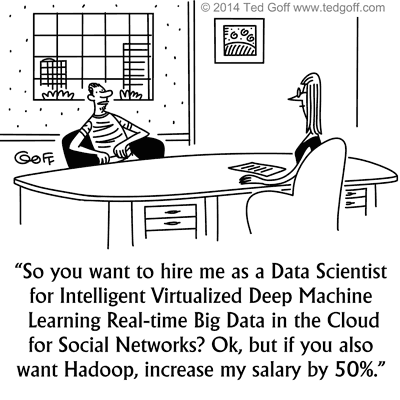 © 2014 Ted Goff www.tedgoff.com
GOFF
“So you want to hire me as a Data Scientist
for Intelligent Virtualized Deep Machine
Learning Real-time Big Data in the Cloud
for Social Networks? Ok, but if you also
want Hadoop, increase my salary by 50%.”